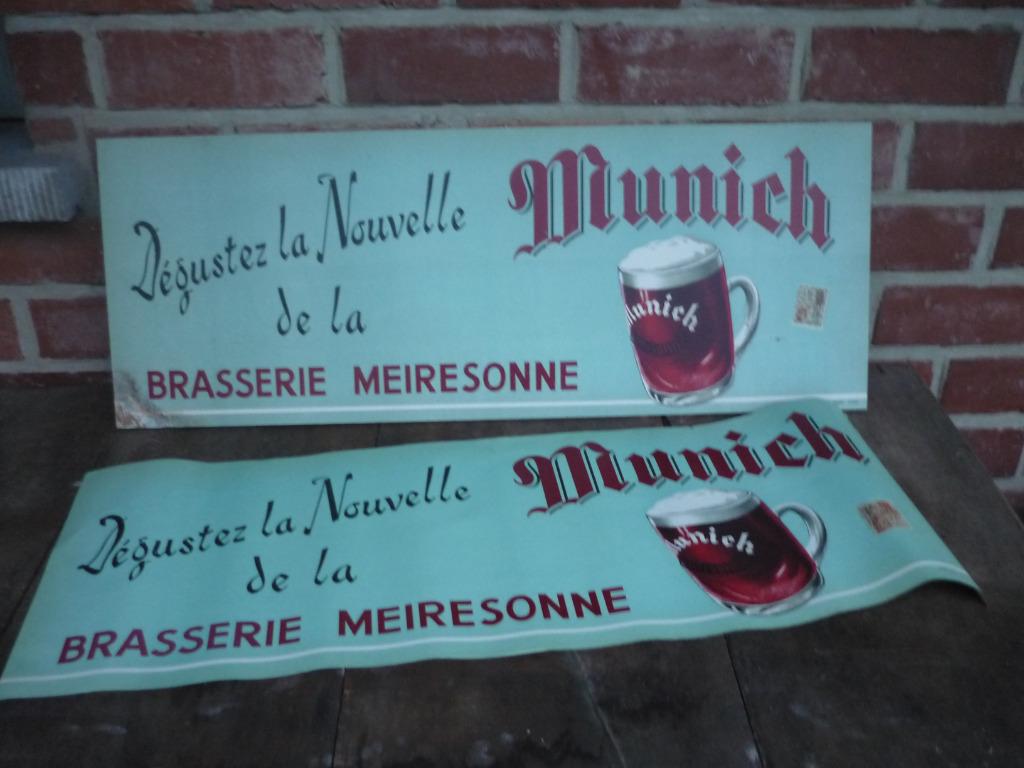 Dégustez la Nouvelle Munich
de la
Munich
BRASSERIE MEIRESONNE
Dégustez la Nouvelle Munich
de la
Munich
BRASSERIE MEIRESONNE